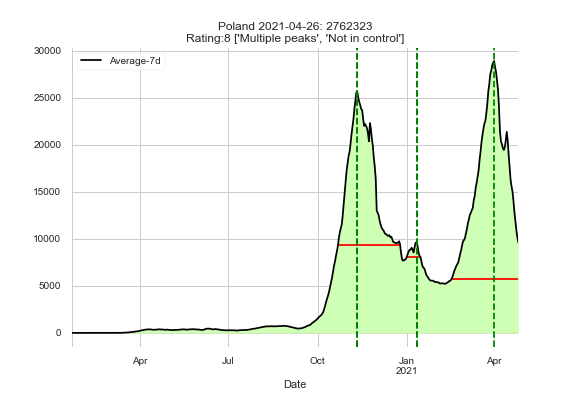 Poland 2021-04-26: 2762323
Rating:8 ['Multiple peaks', 'Not in control']
Average-7d
30000
25000
20000
15000
10000
5000
0
Apr
Jul
Oct
Jan
2021
Apr
Date